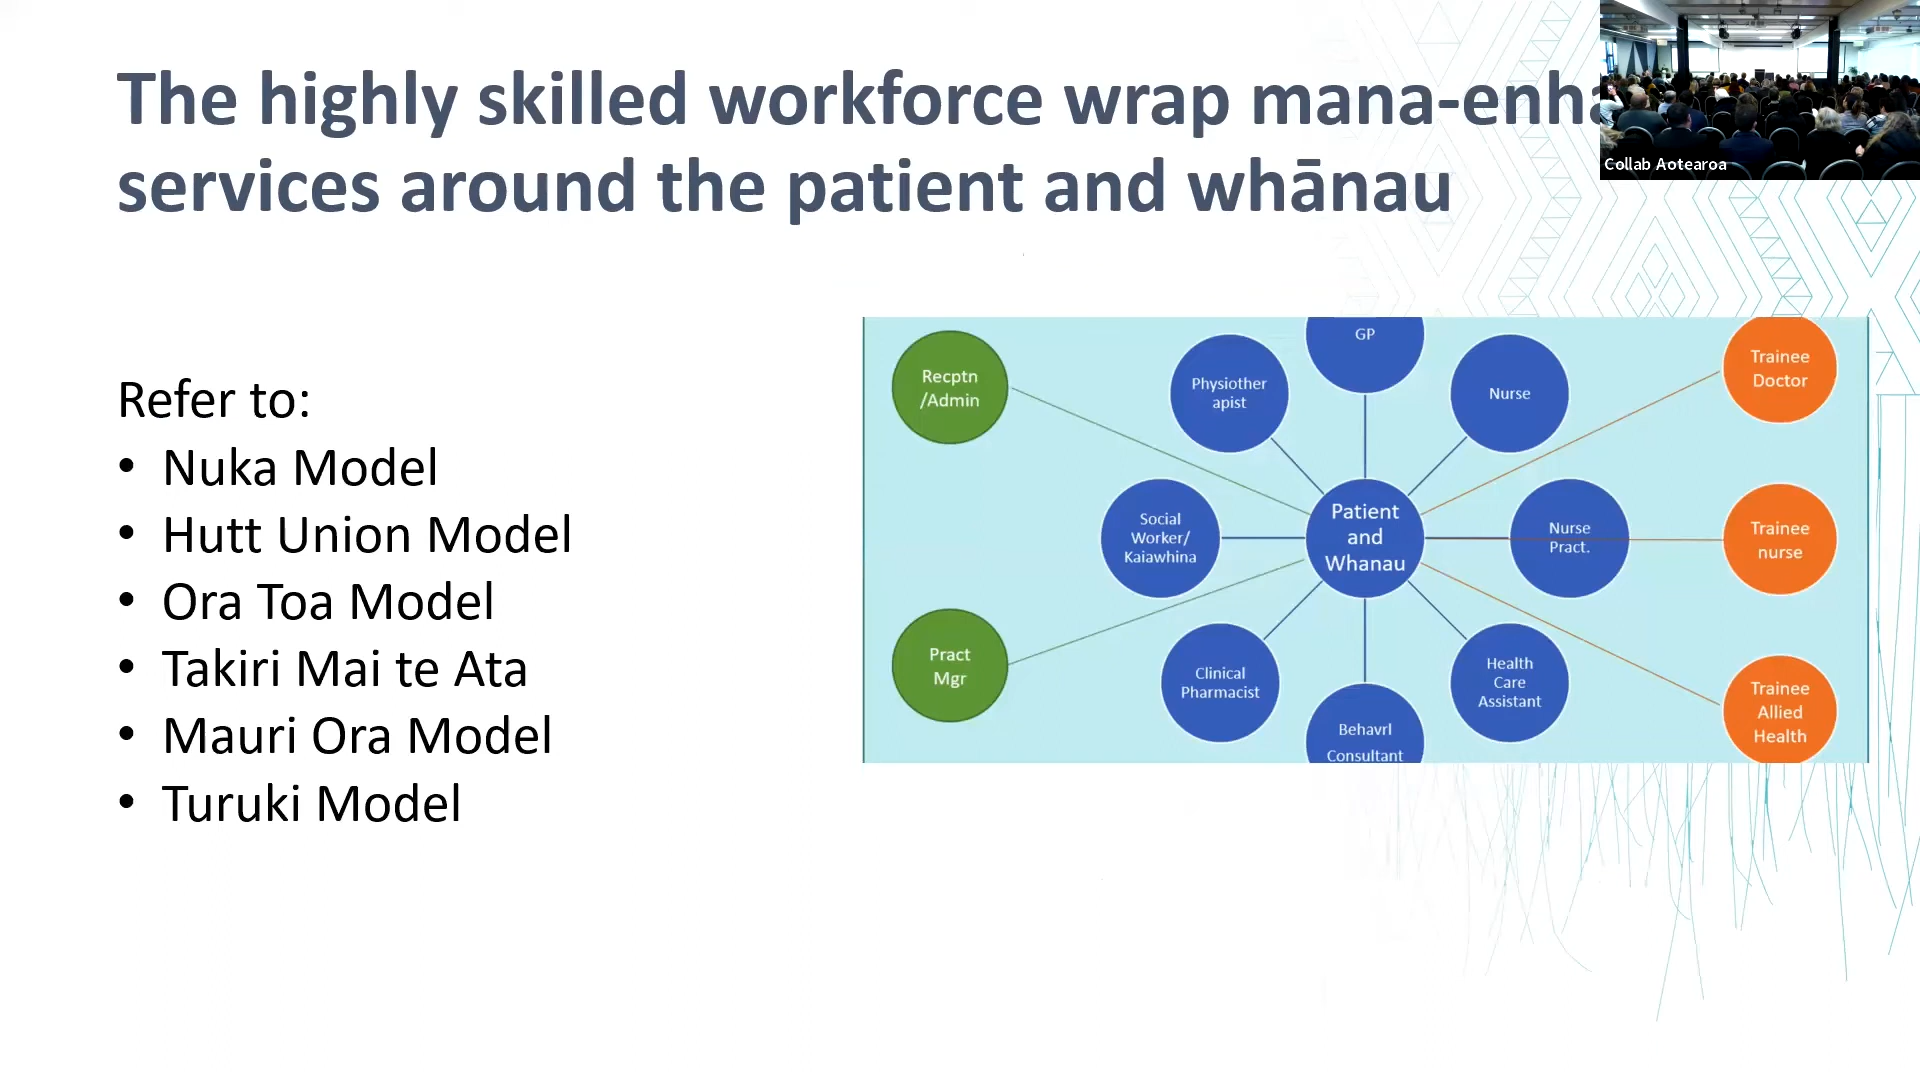 The highly skilled workforce wrap mana-enha
services around the patient and whānau
Collab Aotearoa
Refer to:
• Nuka Model
• Hutt Union Model
• Ora Toa Model
• Takiri Mai te Ata
• Mauri Ora Model
• Turuki Model
Recptn
/Admin
Physiother
apist
GP
Nurse
Trainee
Doctor
Social
Worker/
Kaiawhina
Patient
and
Whanau
Nurse
Pract.
Trainee
nurse
Pract
Mgr
Clinical
Pharmacist
Behavrl
Consultant
Health
Care
Assistant
Trainee
Allied
Health